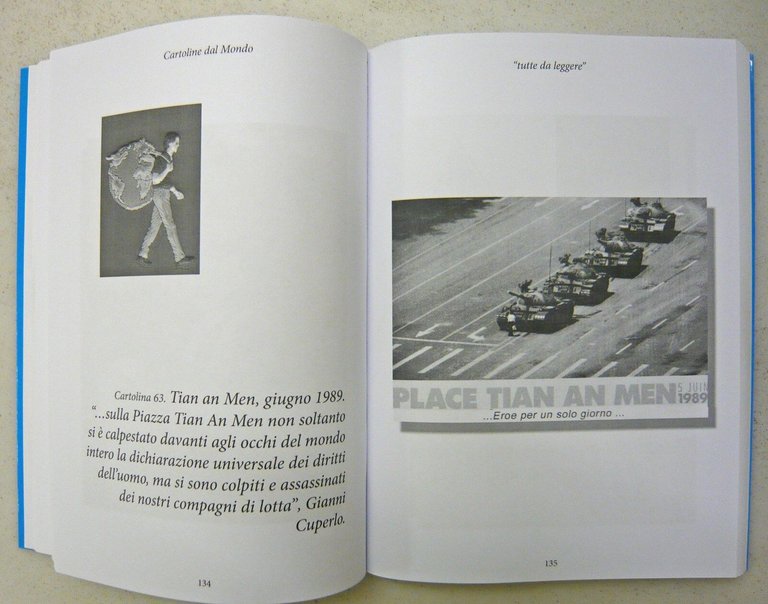 Cartoline dal Mondo
Cartolina 63. Tian an Men, giugno 1989.
“...sulla Piazza Tian An Men non soltanto
si è calpestato davanti agli occhi del mondo
intero la dichiarazione universale dei diritti
dell'uomo, ma si sono colpiti e assassinati
dei nostri compagni di lotta”, Gianni
Cuperlo.
134
“tutte da leggere”
PLACE TIAN AN MEN 5 JUIN 1989
...Eroe per un solo giorno ...
135